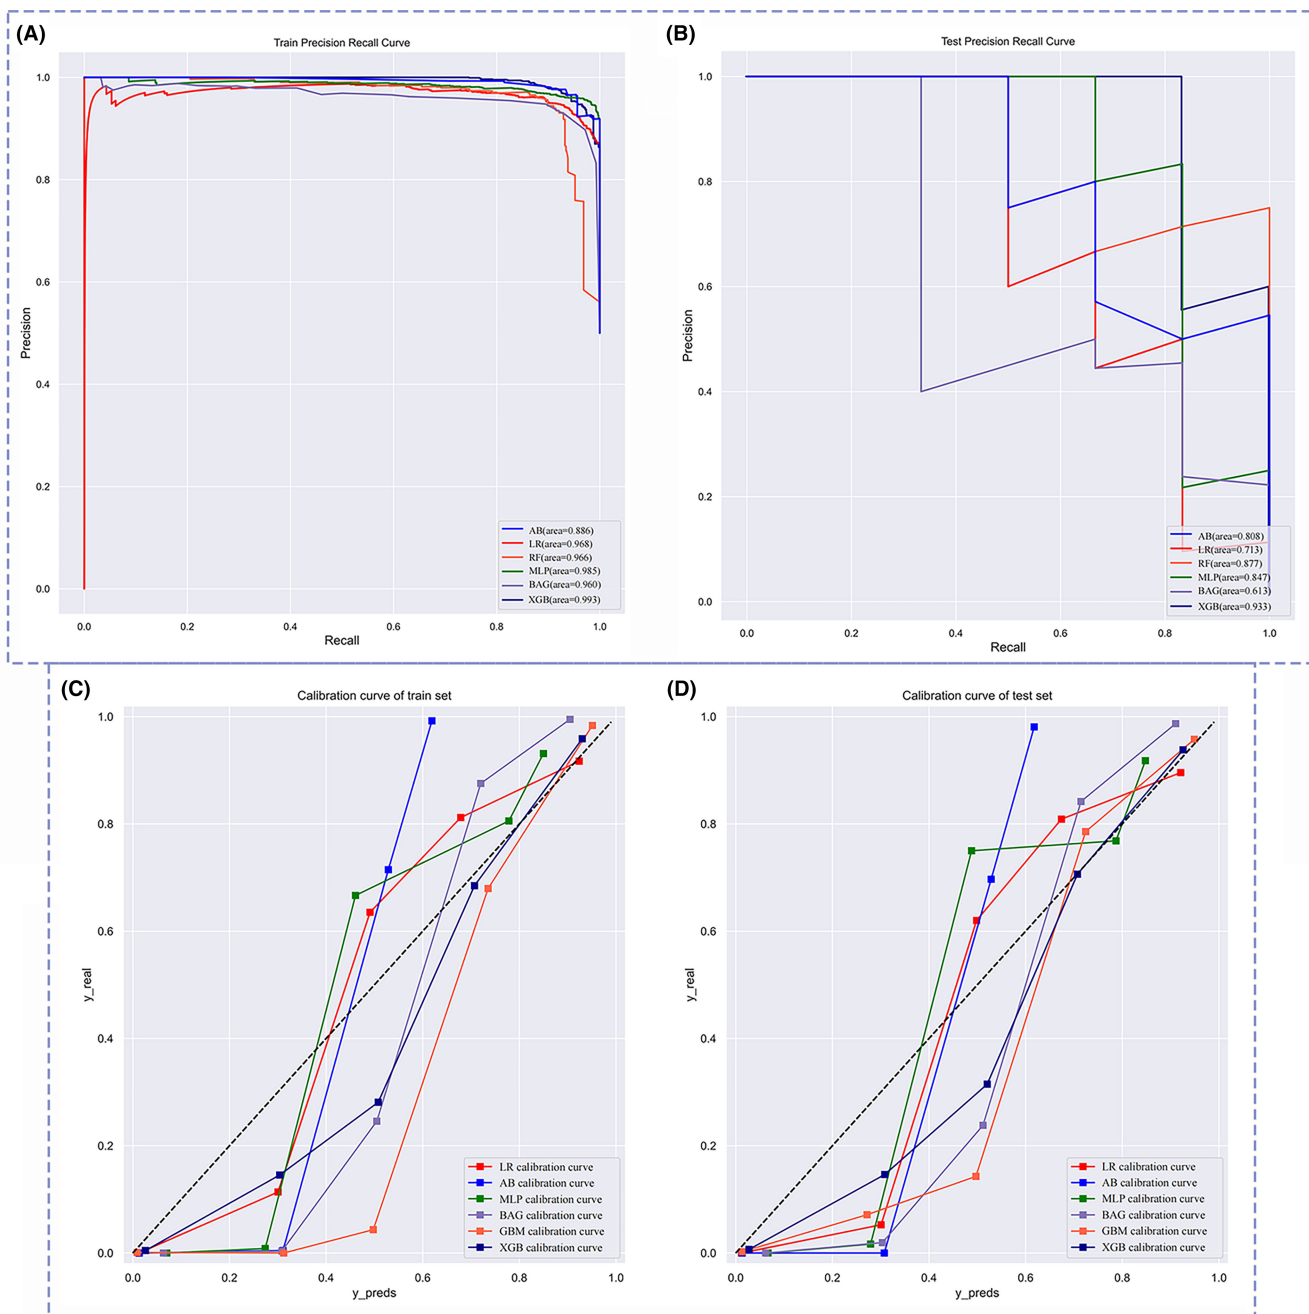 (A)
Train Precision Recall Curve
1.0
0.8
0.6
0.4
0.2
0.0
Precision
0.0 0.2 0.4 0.6 0.8 1.0
Recall
AB(area=0.886)
LR(area=0.968)
RF(area=0.966)
MLP(area=0.985)
BAG(area=0.960)
XGB(area=0.993)
(B)
Test Precision Recall Curve
1.0
0.8
0.6
0.4
0.2
0.0
Precision
0.0 0.2 0.4 0.6 0.8 1.0
Recall
AB(area=0.808)
LR(area=0.713)
RF(area=0.877)
MLP(area=0.847)
BAG(area=0.613)
XGB(area=0.933)
(C)
Calibration curve of train set
1.0
0.8
0.6
0.4
0.2
0.0
y_real
0.0 0.2 0.4 0.6 0.8 1.0
y_preds
LR calibration curve
AB calibration curve
MLP calibration curve
BAG calibration curve
GBM calibration curve
XGB calibration curve
(D)
Calibration curve of test set
1.0
0.8
0.6
0.4
0.2
0.0
y_real
0.0 0.2 0.4 0.6 0.8 1.0
y_preds
LR calibration curve
AB calibration curve
MLP calibration curve
BAG calibration curve
GBM calibration curve
XGB calibration curve